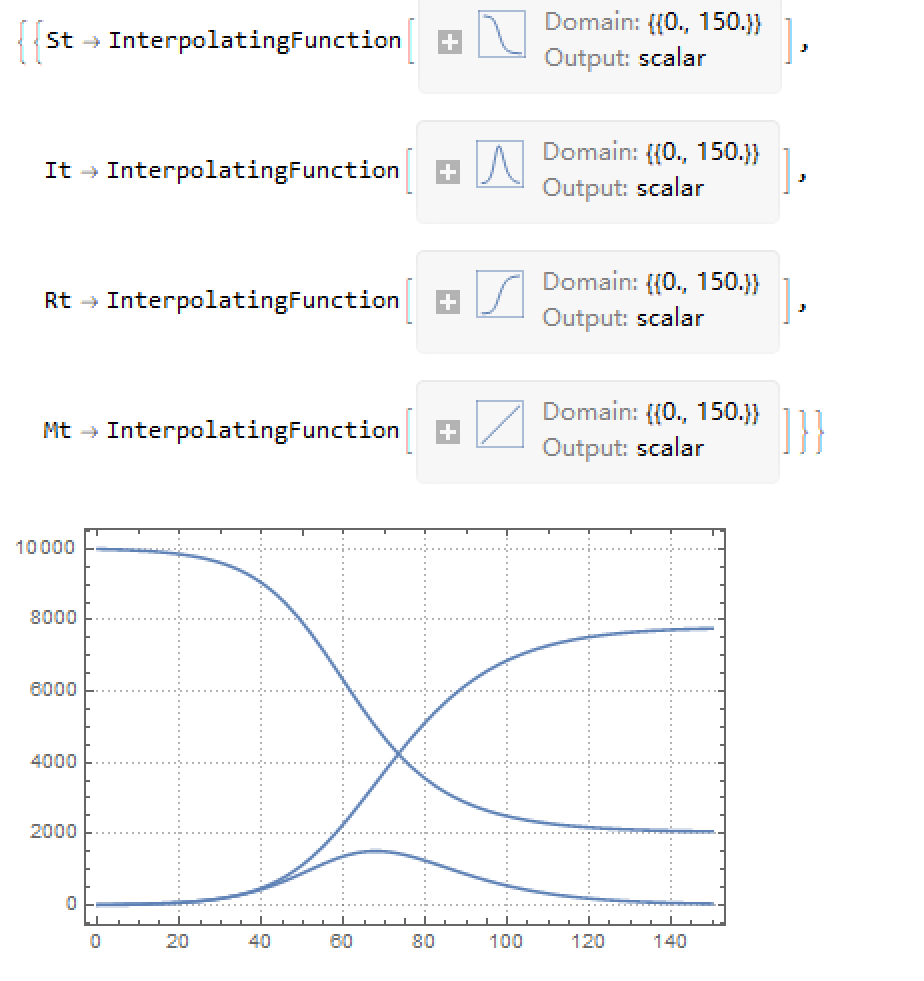 {{St → InterpolatingFunction[ Domain: {{0., 150.}}
Output: scalar ],
It → InterpolatingFunction[ Domain: {{0., 150.}}
Output: scalar ],
Rt → InterpolatingFunction[ Domain: {{0., 150.}}
Output: scalar ],
Mt → InterpolatingFunction[ Domain: {{0., 150.}}
Output: scalar ]}}
10000
8000
6000
4000
2000
0
0 20 40 60 80 100 120 140